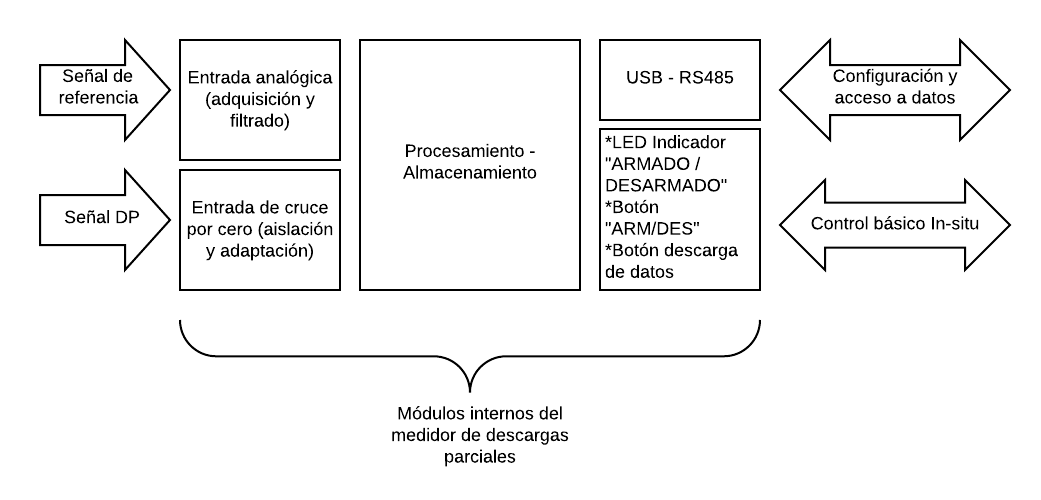 Señal de
referencia
Entrada analógica
(adquisición y
filtrado)
Señal DP
Entrada de cruce
por cero (aislación
y adaptación)
Procesamiento -
Almacenamiento
USB - RS485
*LED Indicador
"ARMADO /
DESARMADO"
*Botón
"ARM/DES"
*Botón descarga
de datos
Configuración y
acceso a datos
Control básico In-situ
Módulos internos del
medidor de descargas
parciales